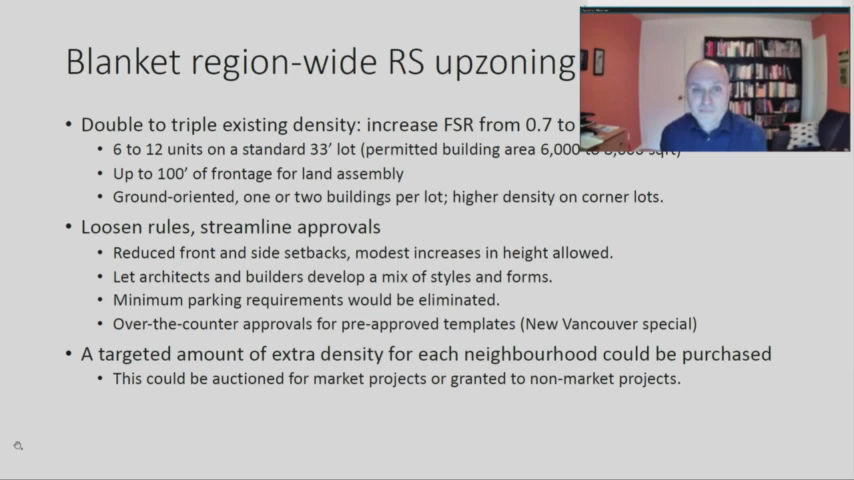 Blanket region-wide RS upzoning
• Double to triple existing density: increase FSR from 0.7 to
• 6 to 12 units on a standard 33' lot (permitted building area 6,000
• Up to 100' of frontage for land assembly
• Ground-oriented, one or two buildings per lot; higher density on corner lots.
• Loosen rules, streamline approvals
• Reduced front and side setbacks, modest increases in height allowed.
• Let architects and builders develop a mix of styles and forms.
• Minimum parking requirements would be eliminated.
• Over-the-counter approvals for pre-approved templates (New Vancouver special)
• A targeted amount of extra density for each neighbourhood could be purchased
• This could be auctioned for market projects or granted to non-market projects.